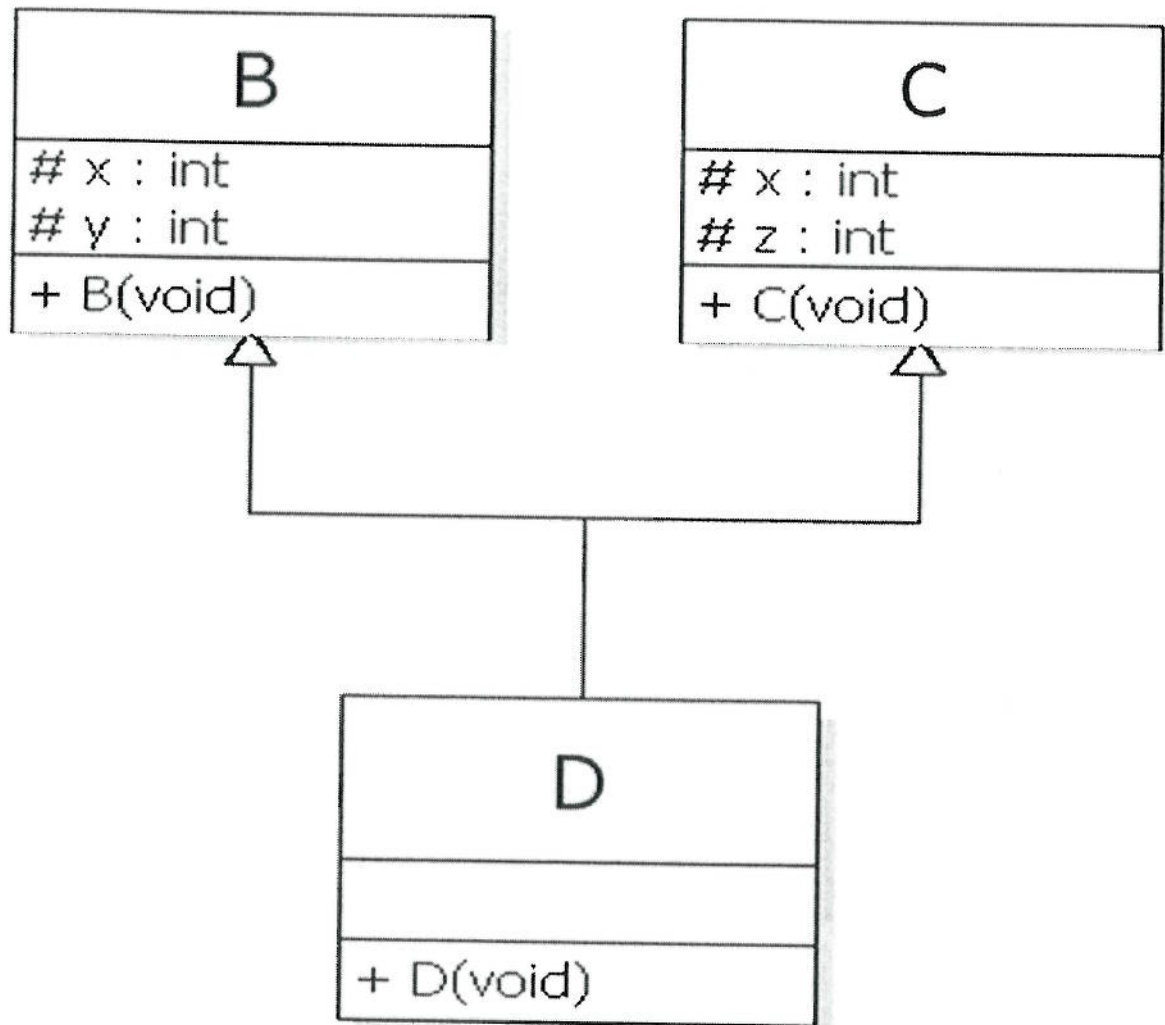 B
# x : int
# y : int
+ B(void)
C
# x : int
# z : int
+ C(void)
D
+ D(void)